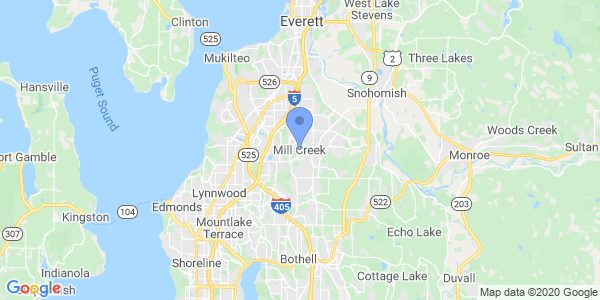 West Lake
Stevens
Clinton
Everett
525
Mukilteo
2
Three Lakes
526
9
Hansville
5
Snohomish
Puget Sound
Woods Creek
Sultan
Mill Creek
525
Monroe
Port Gamble
Lynnwood
405
522
203
104
Edmonds
Kingston
Mountlake
Terrace
307
Echo Lake
Shoreline
Bothell
Indianola
Cottage Lake
Duvall
Google
Map data ©2020 Google